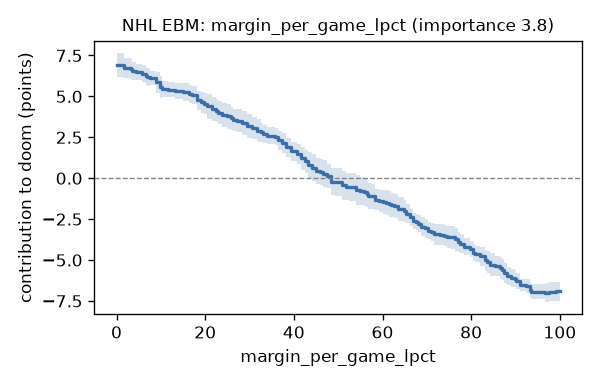 NHL EBM: margin_per_game_lpct (importance 3.8)
contribution to doom (points)
7.5
5.0
2.5
0.0
−2.5
−5.0
−7.5
0 20 40 60 80 100
margin_per_game_lpct